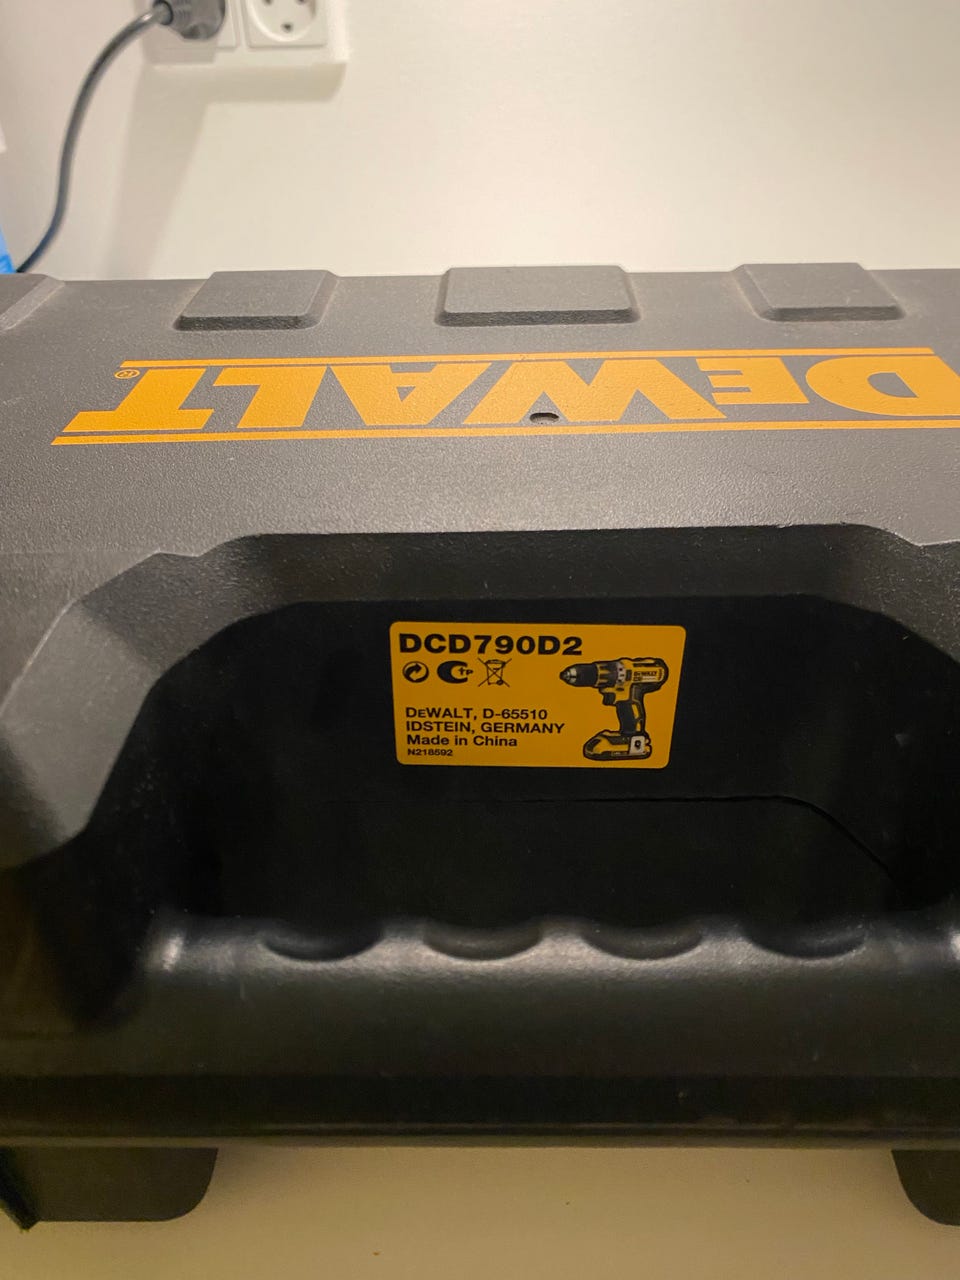 DEWALT®
DCD790D2
DEWALT, D-65510
IDSTEIN, GERMANY
Made in China
N218592